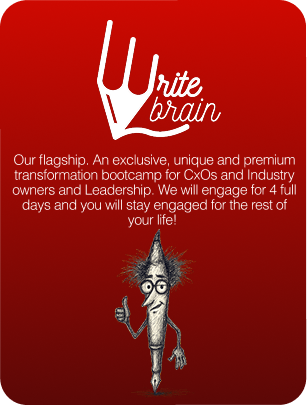 Write
brain
Our flagship. An exclusive, unique and premium
transformation bootcamp for CxOs and Industry
owners and Leadership. We will engage for 4 full
days and you will stay engaged for the rest of
your life!